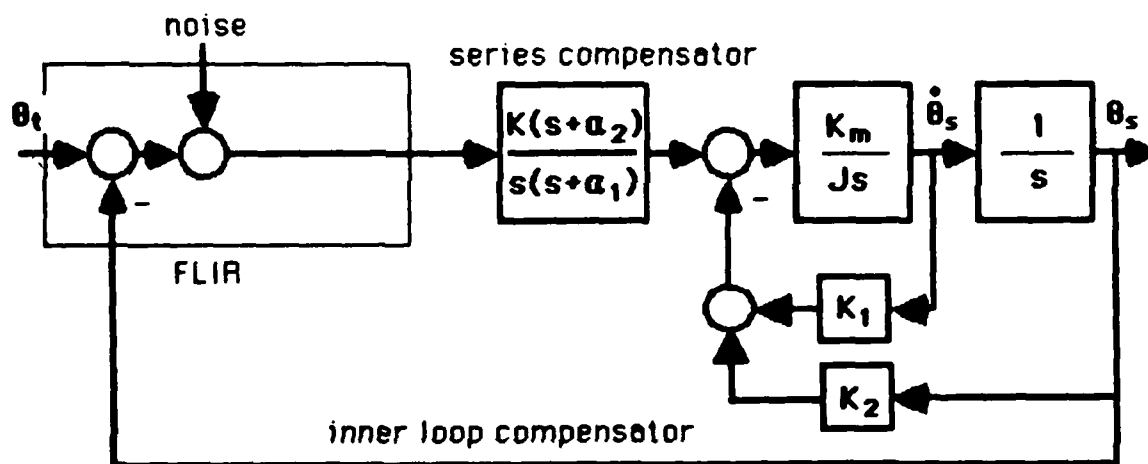 noise
series compensator
θt
K(s+α2)
s(s+α1)
Km
Js
θ̇s
1
s
θs
-
-
FLIR
K1
K2
inner loop compensator